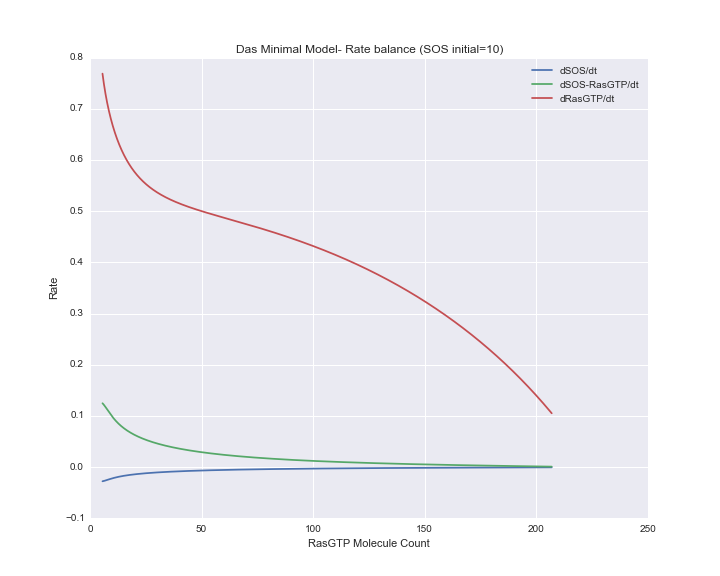 Das Minimal Model- Rate balance (SOS initial=10)
dSOS/dt
dSOS-RasGTP/dt
dRasGTP/dt
0.8
0.7
0.6
0.5
0.4
0.3
0.2
0.1
0.0
−0.1
Rate
0 50 100 150 200 250
RasGTP Molecule Count